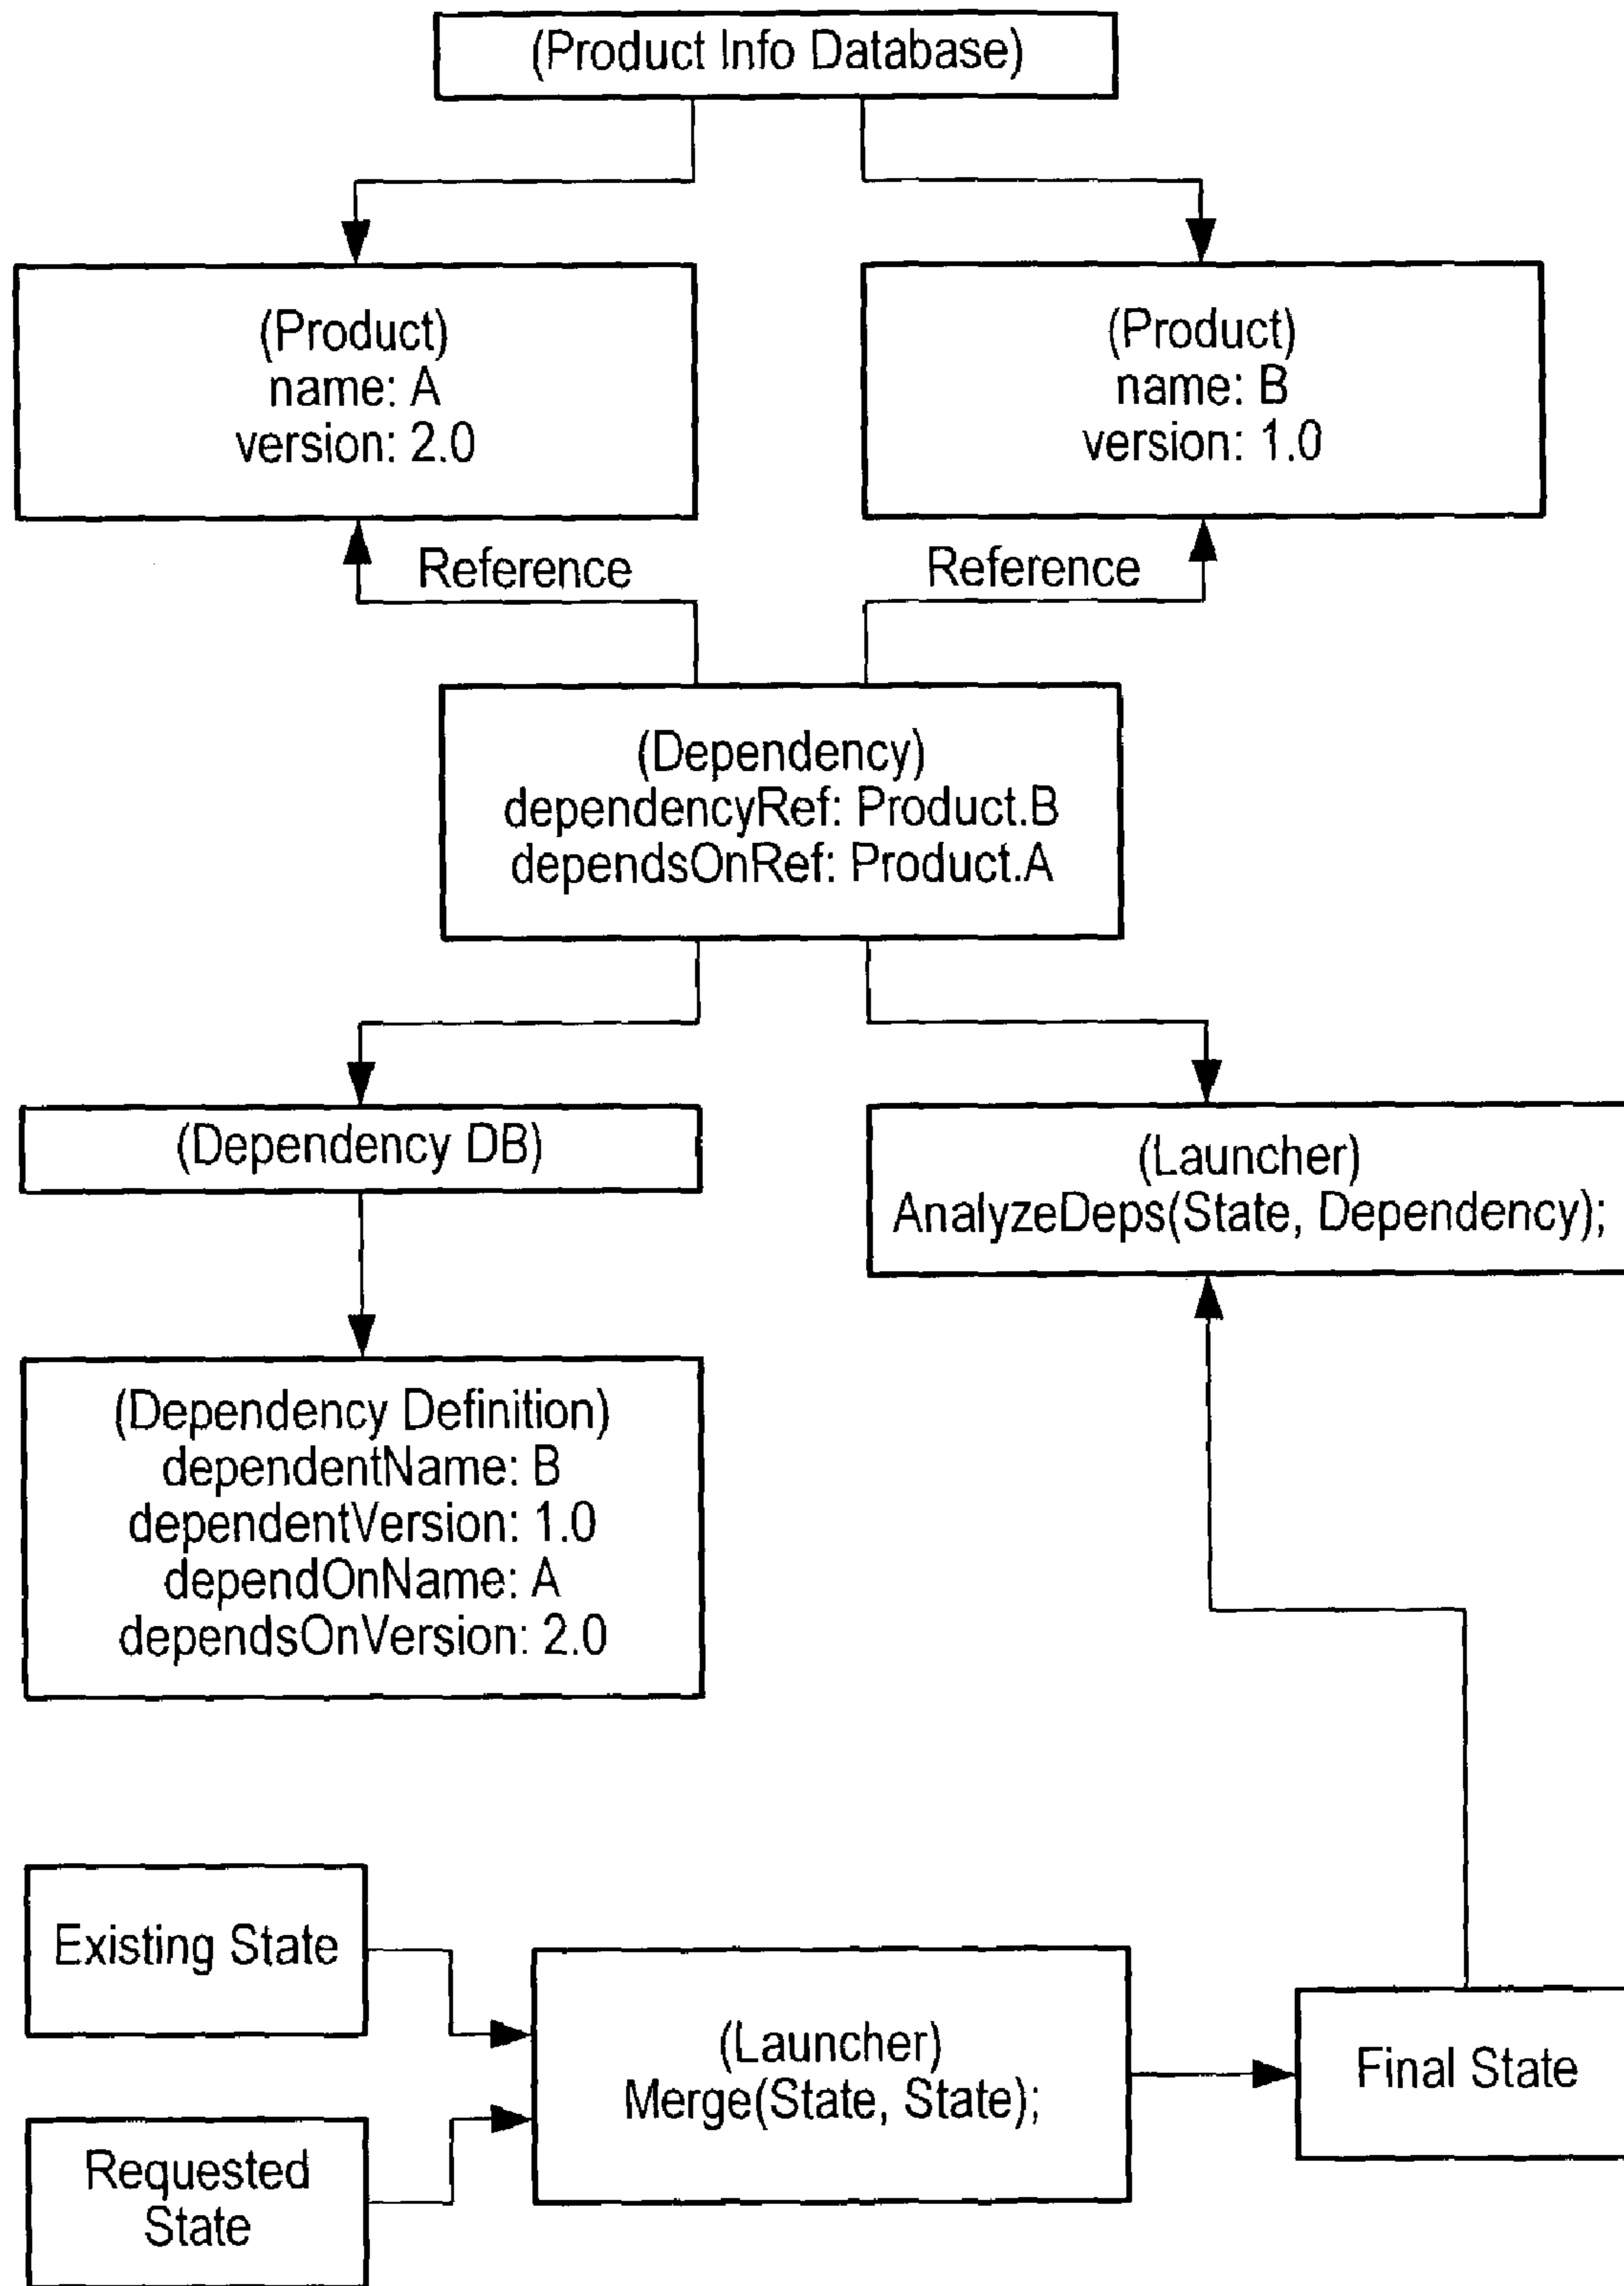 (Product Info Database)
(Product)
name: A
version: 2.0
(Product)
name: B
version: 1.0
Reference
Reference
(Dependency)
dependencyRef: Product.B
dependsOnRef: Product.A
(Dependency DB)
(Launcher)
AnalyzeDeps(State, Dependency);
(Dependency Definition)
dependentName: B
dependentVersion: 1.0
dependOnName: A
dependsOnVersion: 2.0
Existing State
(Launcher)
Merge(State, State);
Final State
Requested
State